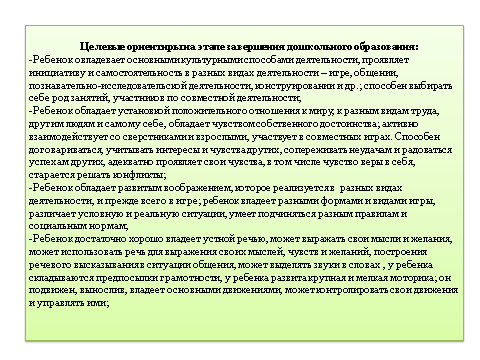 Целевые ориентиры на этапе завершения дошкольного образования:
-Ребенок овладевает основными культурными способами деятельности, проявляет
инициативу и самостоятельность в разных видах деятельности – игре, общении,
познавательно-исследовательской деятельности, конструировании и др.; способен выбирать
себе род занятий, участников по совместной деятельности;
-Ребенок обладает установкой положительного отношения к миру, к разным видам труда,
другим людям и самому себе, обладает чувством собственного достоинства; активно
взаимодействует со сверстниками и взрослыми, участвует в совместных играх. Способен
договариваться, учитывать интересы и чувства других, сопереживать неудачам и радоваться
успехам других, адекватно проявляет свои чувства, в том числе чувство веры в себя,
старается решать конфликты;
-Ребенок обладает развитым воображением, которое реализуется в разных видах
деятельности, и прежде всего в игре; ребенок владеет разными формами и видами игры,
различает условную и реальную ситуации, умеет подчиняться разным правилам и
социальным нормам;
-Ребенок достаточно хорошо владеет устной речью, может выражать свои мысли и желания,
может использовать речь для выражения своих мыслей, чувств и желаний, построения
речевого высказывания в ситуации общения, может выделять звуки в словах , у ребенка
складываются предпосылки грамотности, у ребенка развита крупная и мелкая моторика; он
подвижен, вынослив, владеет основными движениями, может контролировать свои движения
и управлять ими;